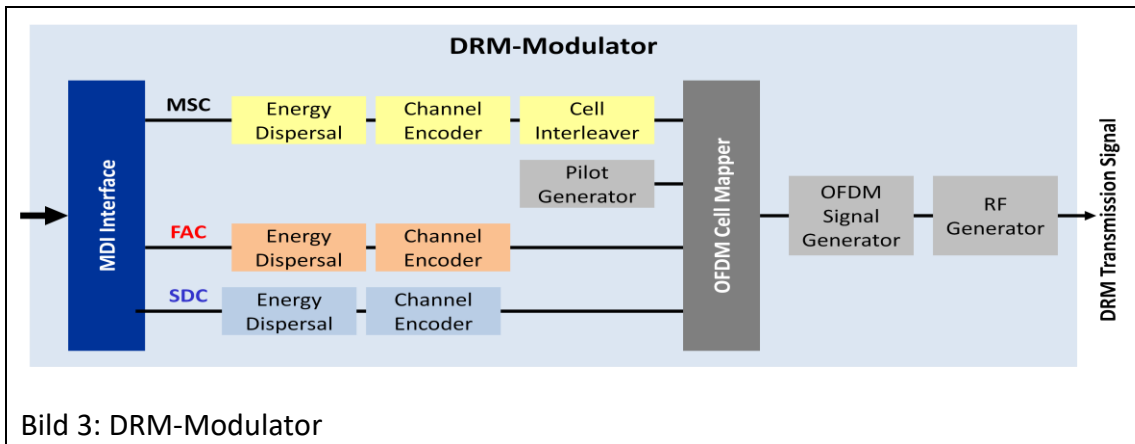 DRM-Modulator
MDI Interface
MSC
Energy
Dispersal
Channel
Encoder
Cell
Interleaver
Pilot
Generator
FAC
Energy
Dispersal
Channel
Encoder
SDC
Energy
Dispersal
Channel
Encoder
OFDM Cell Mapper
OFDM
Signal
Generator
RF
Generator
DRM Transmission Signal
Bild 3: DRM-Modulator